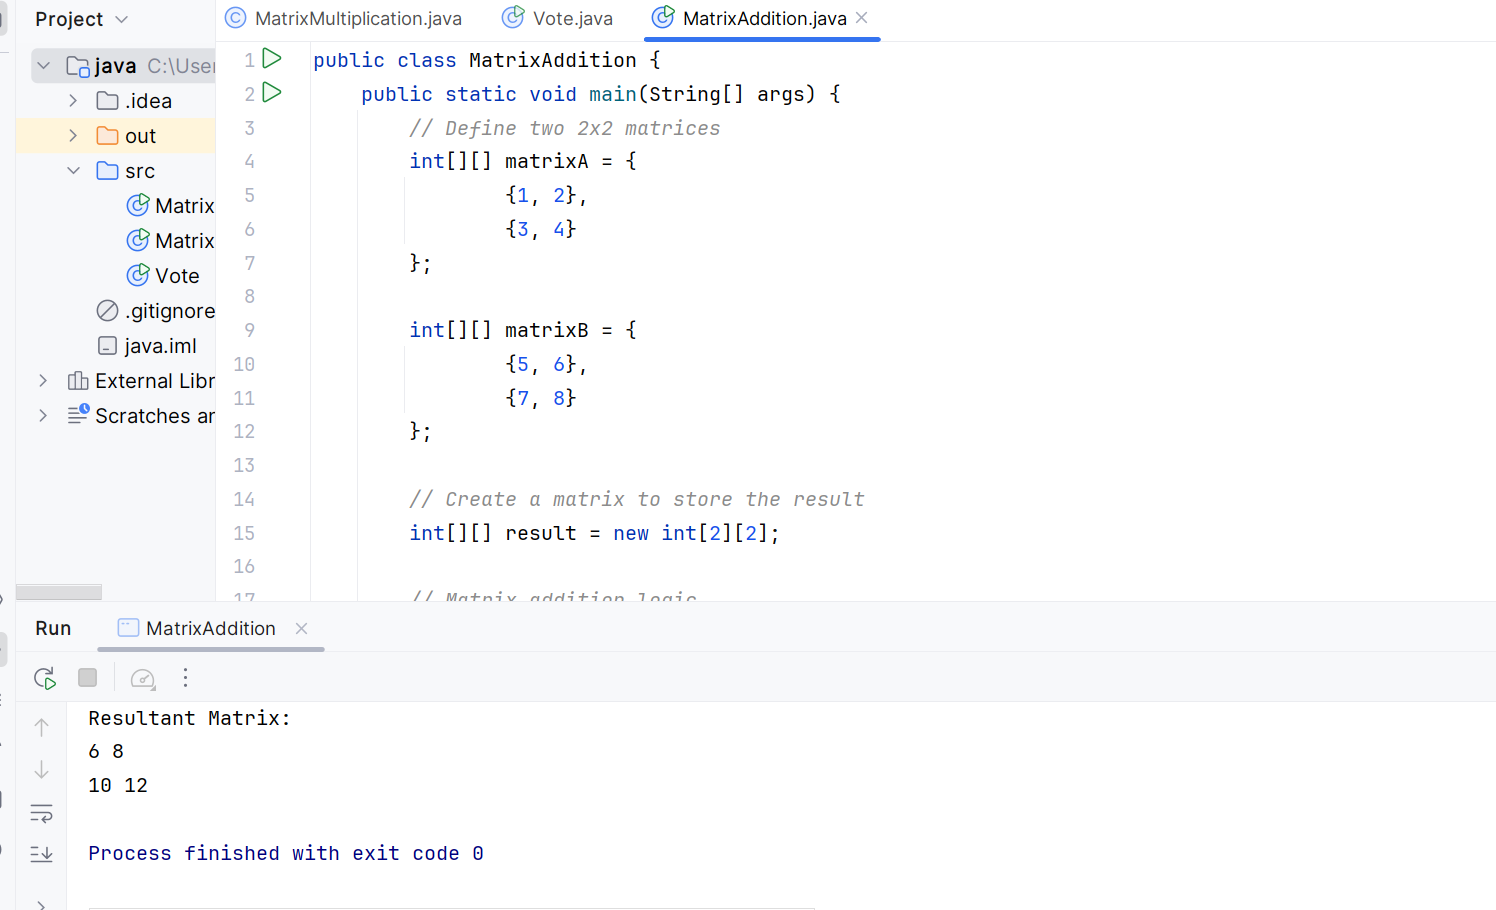 Project
MatrixMultiplication.java
Vote.java
MatrixAddition.java
java C:\User
.idea
out
src
Matrix
Matrix
Vote
.gitignore
java.iml
External Libr
Scratches ar
1 public class MatrixAddition {
2 public static void main(String[] args) {
3 // Define two 2x2 matrices
4 int[][] matrixA = {
5 {1, 2},
6 {3, 4}
7 };
8
9 int[][] matrixB = {
10 {5, 6},
11 {7, 8}
12 };
13
14 // Create a matrix to store the result
15 int[][] result = new int[2][2];
16
17 // Matrix addition logic
Run
MatrixAddition
Resultant Matrix:
6 8
10 12
Process finished with exit code 0